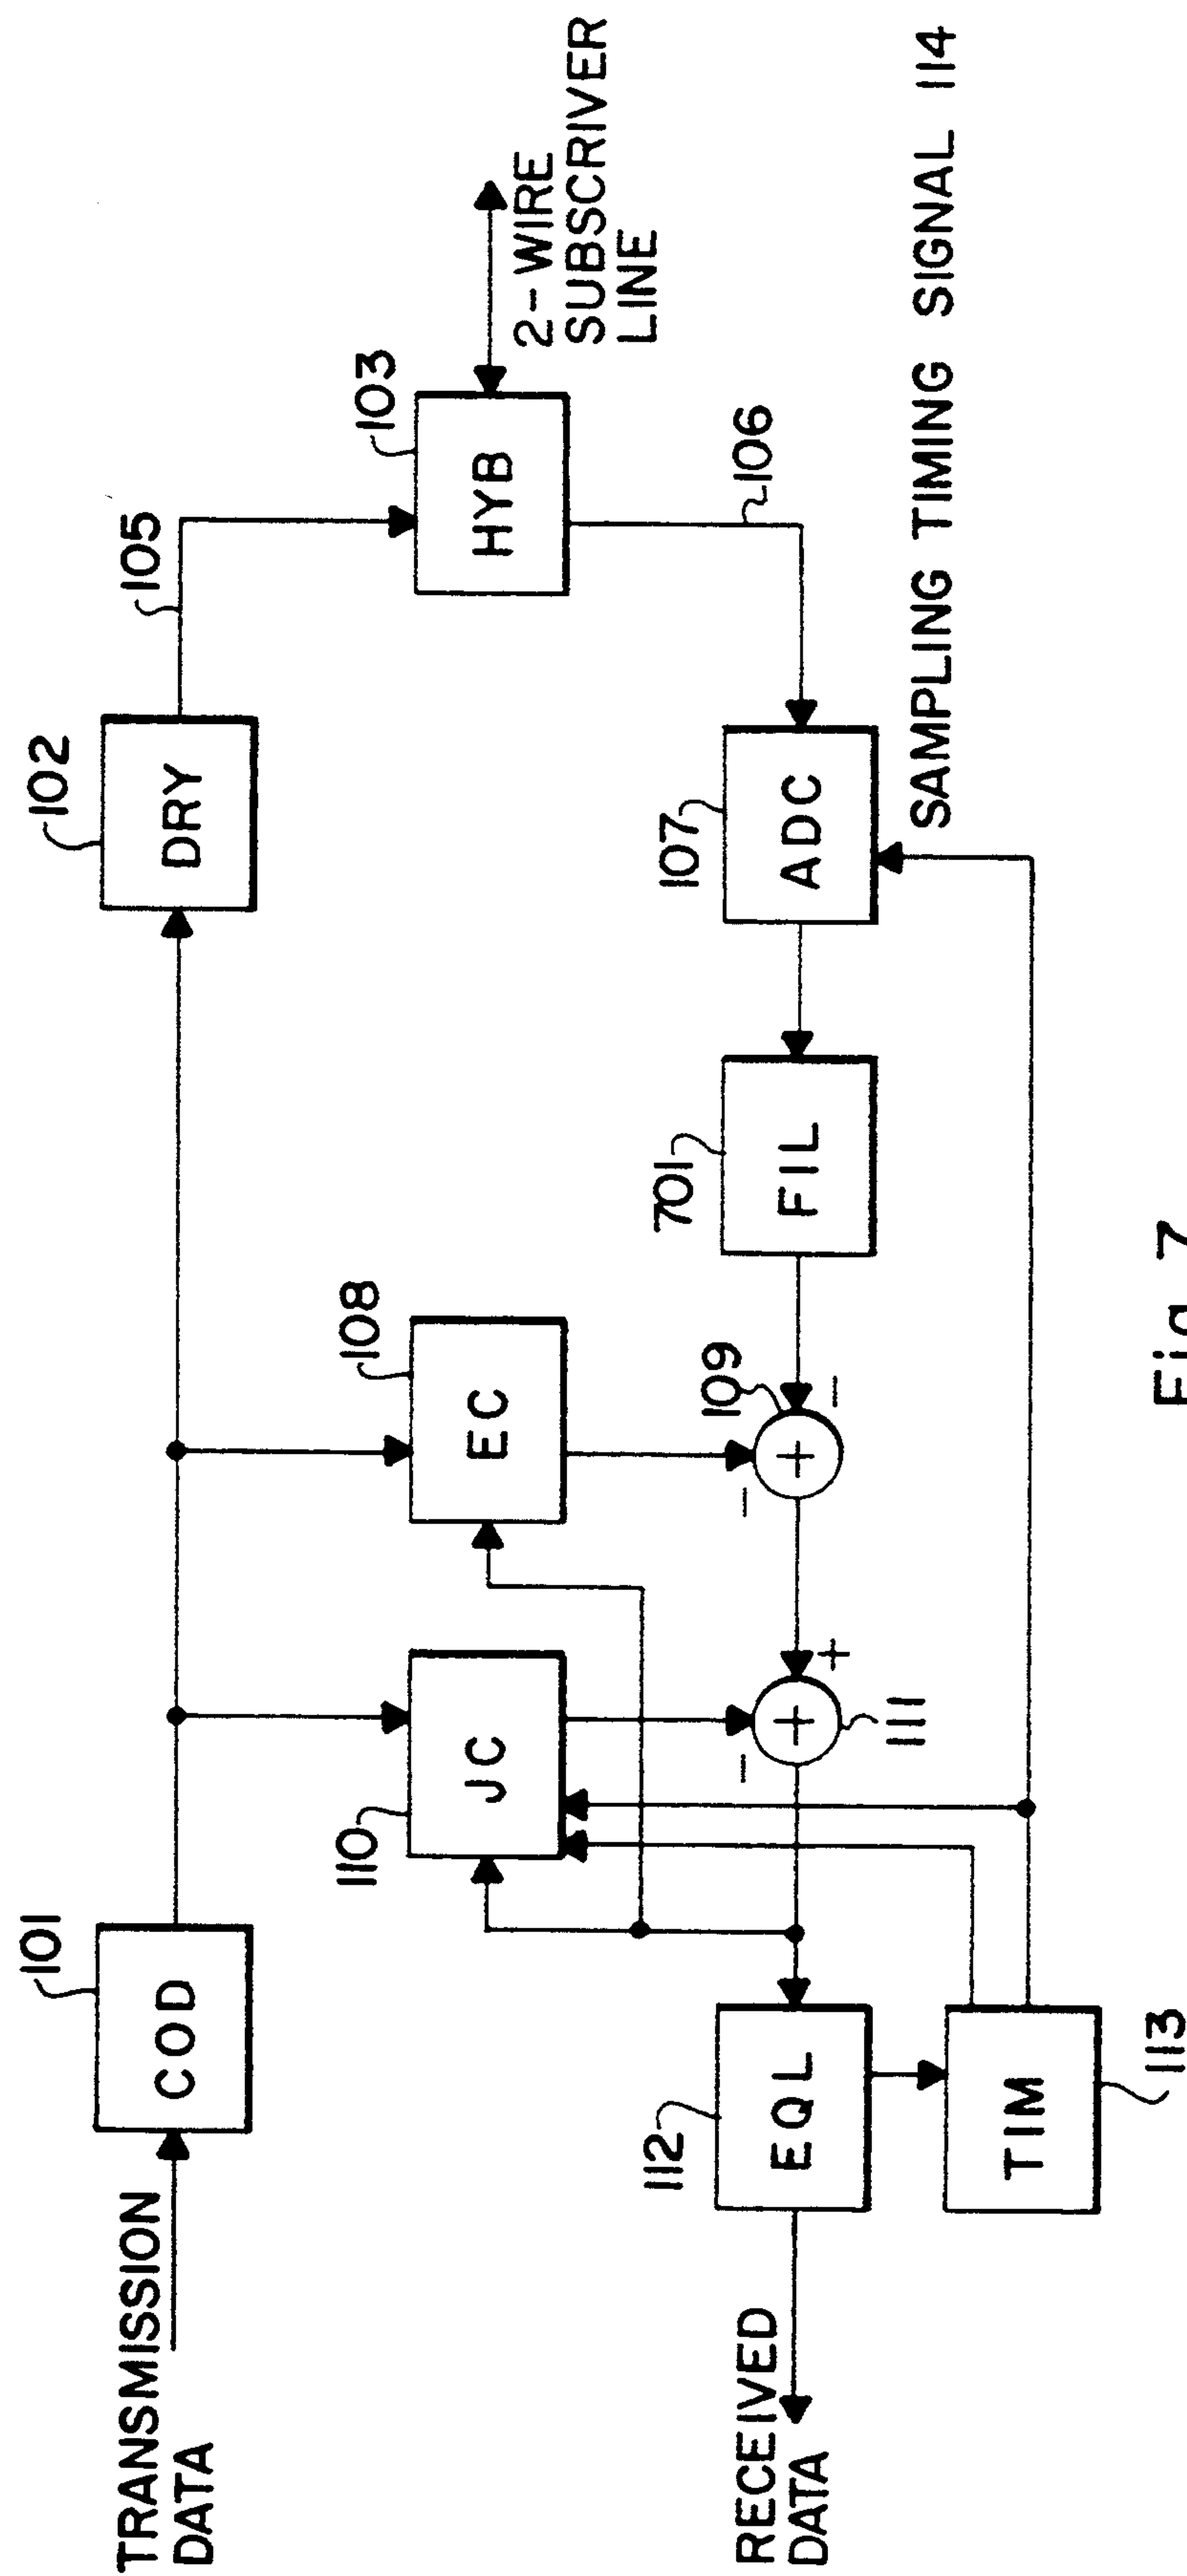 TRANSMISSION
DATA
101
COD
102
DRY
105
103
HYB
2-WIRE
SUBSCRIVER
LINE
106
110
JC
108
EC
107
ADC
701
FIL
109
-
-
+
111
+
-
+
112
EQL
RECEIVED
DATA
TIM
113
SAMPLING TIMING SIGNAL 114
Fig. 7